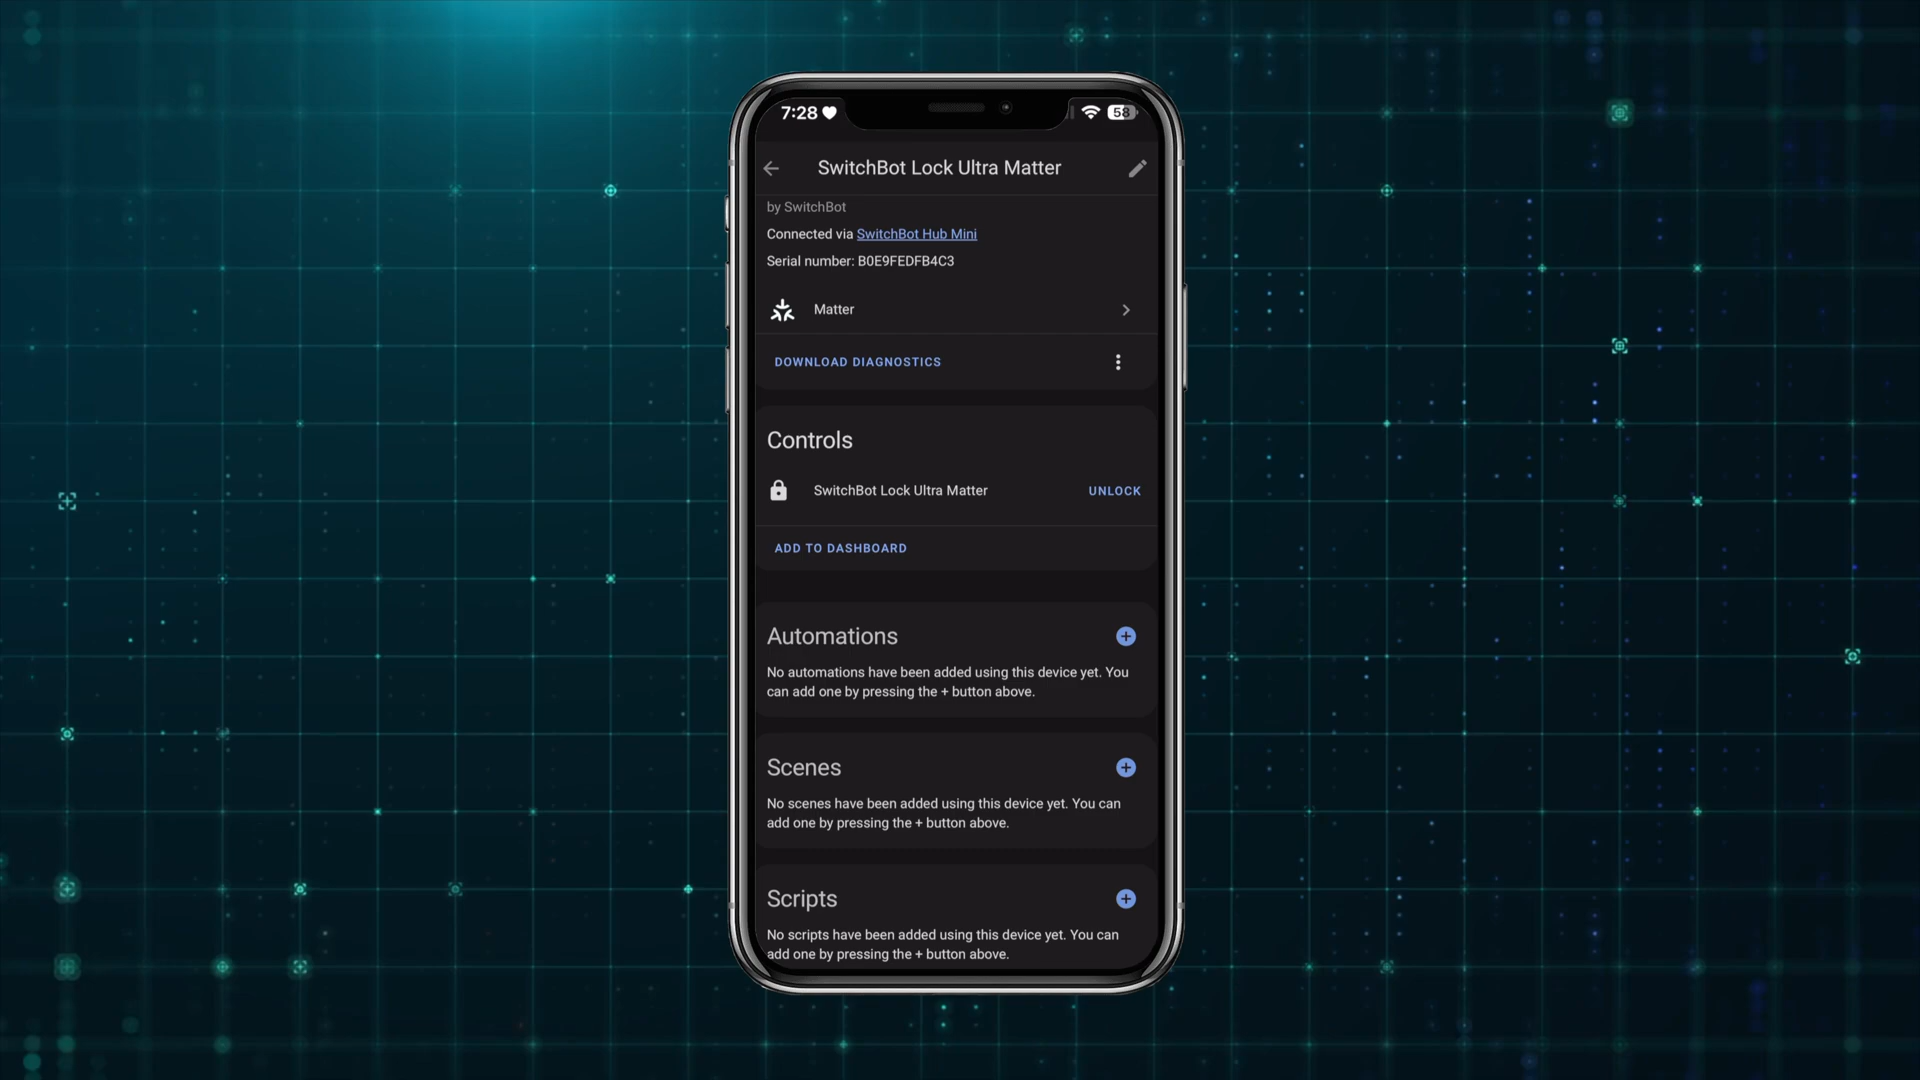 7:28
58
SwitchBot Lock Ultra Matter
by SwitchBot
Connected via SwitchBot Hub Mini
Serial number: B0E9FEDFB4C3
Matter
DOWNLOAD DIAGNOSTICS
Controls
SwitchBot Lock Ultra Matter UNLOCK
ADD TO DASHBOARD
Automations
No automations have been added using this device yet. You
can add one by pressing the + button above.
Scenes
No scenes have been added using this device yet. You can
add one by pressing the + button above.
Scripts
No scripts have been added using this device yet. You can
add one by pressing the + button above.